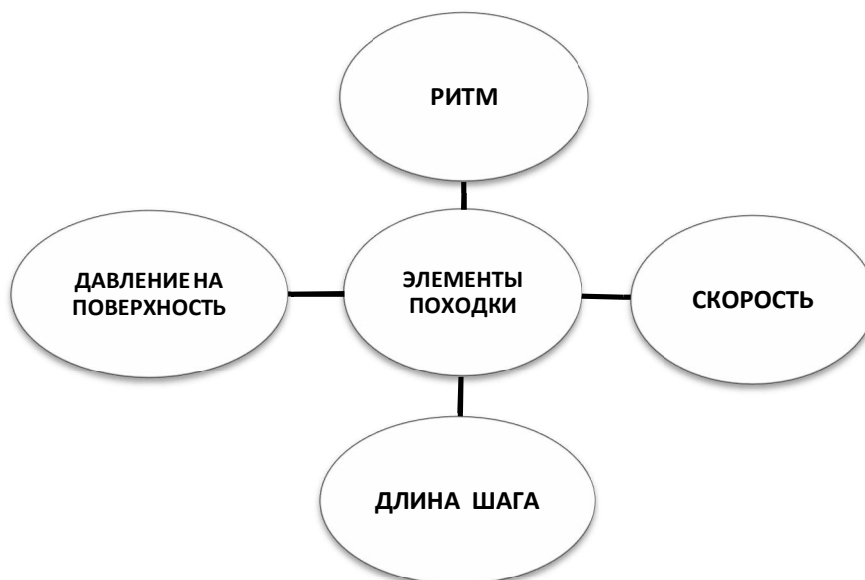 РИТМ
ДАВЛЕНИЕ НА
ПОВЕРХНОСТЬ
ЭЛЕМЕНТЫ
ПОХОДКИ
СКОРОСТЬ
ДЛИНА ШАГА